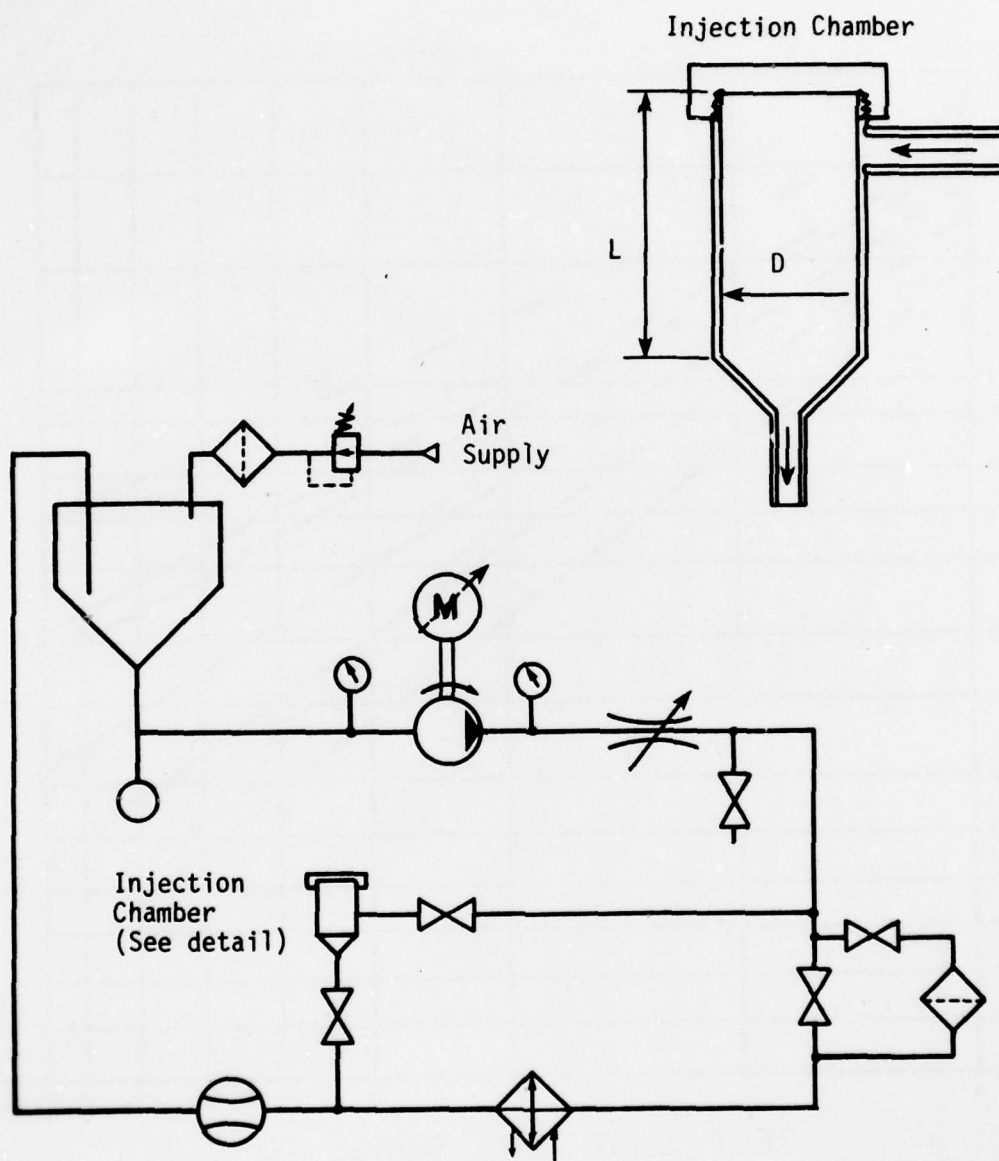 Injection Chamber
L
D
Air
Supply
M
Injection
Chamber
(See detail)